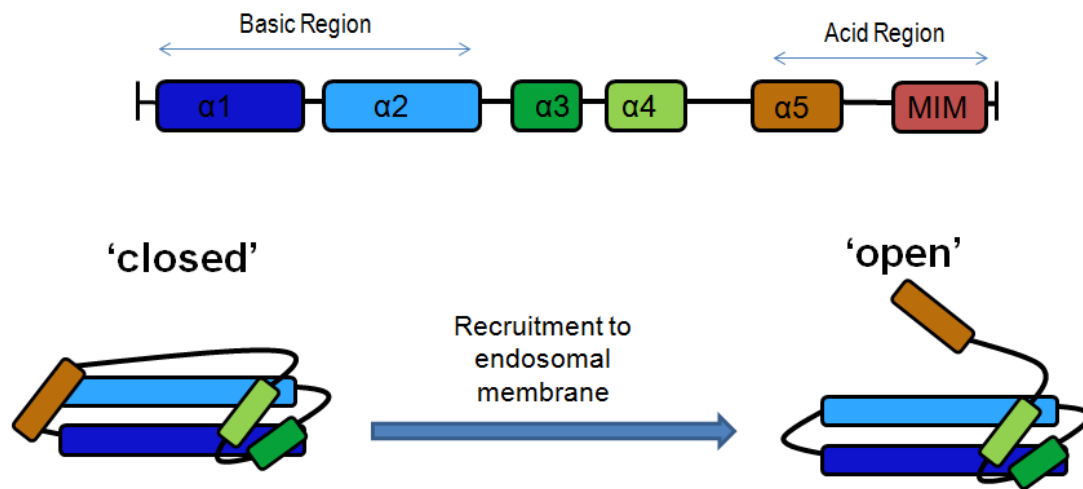 Basic Region
Acid Region
α1
α2
α3
α4
α5
MIM
‘closed’
‘open’
Recruitment to
endosomal
membrane